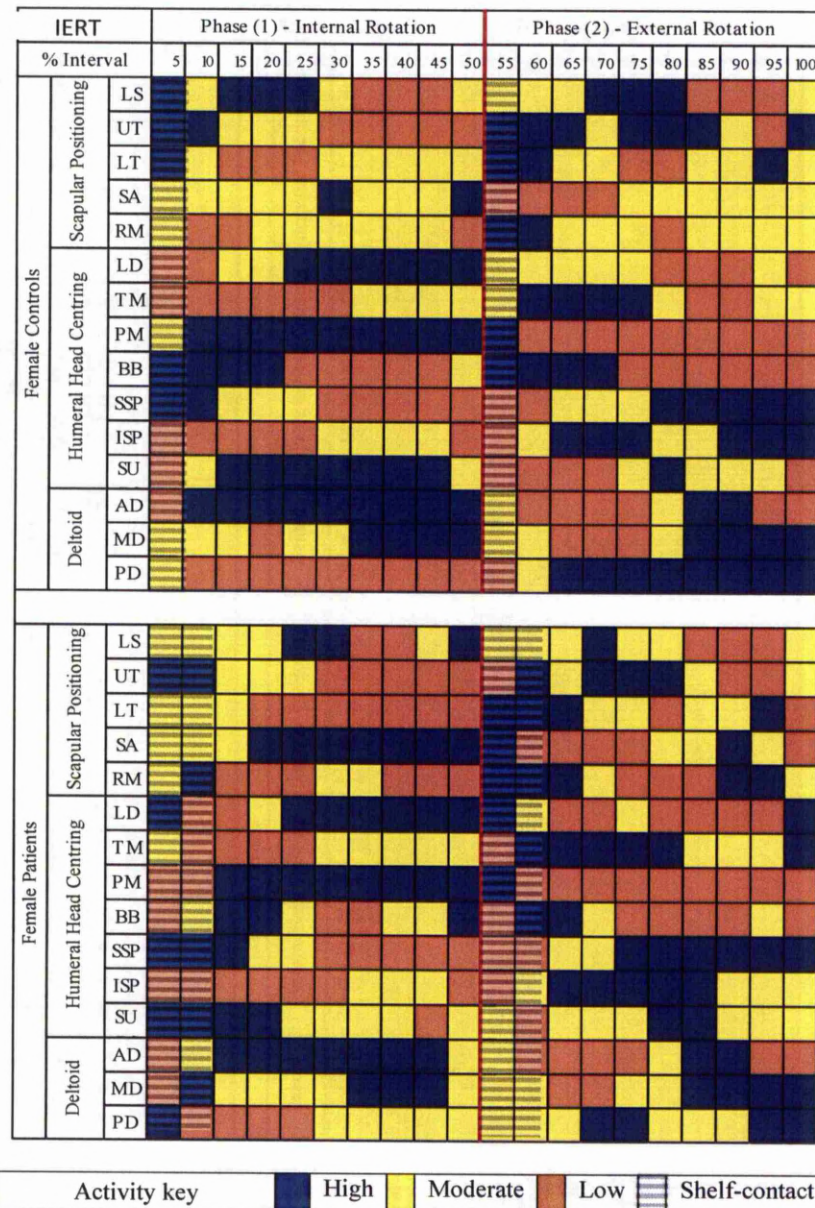 IERT Phase (1) - Internal Rotation Phase (2) - External Rotation
% Interval 5 10 15 20 25 30 35 40 45 50 55 60 65 70 75 80 85 90 95 100
Female Controls
Scapular Positioning
LS
UT
LT
SA
RM
Humeral Head Centring
LD
TM
PM
BB
SSP
ISP
SU
Deltoid
AD
MD
PD
Female Patients
Scapular Positioning
LS
UT
LT
SA
RM
Humeral Head Centring
LD
TM
PM
BB
SSP
ISP
SU
Deltoid
AD
MD
PD
Activity key High Moderate Low Shelf-contact